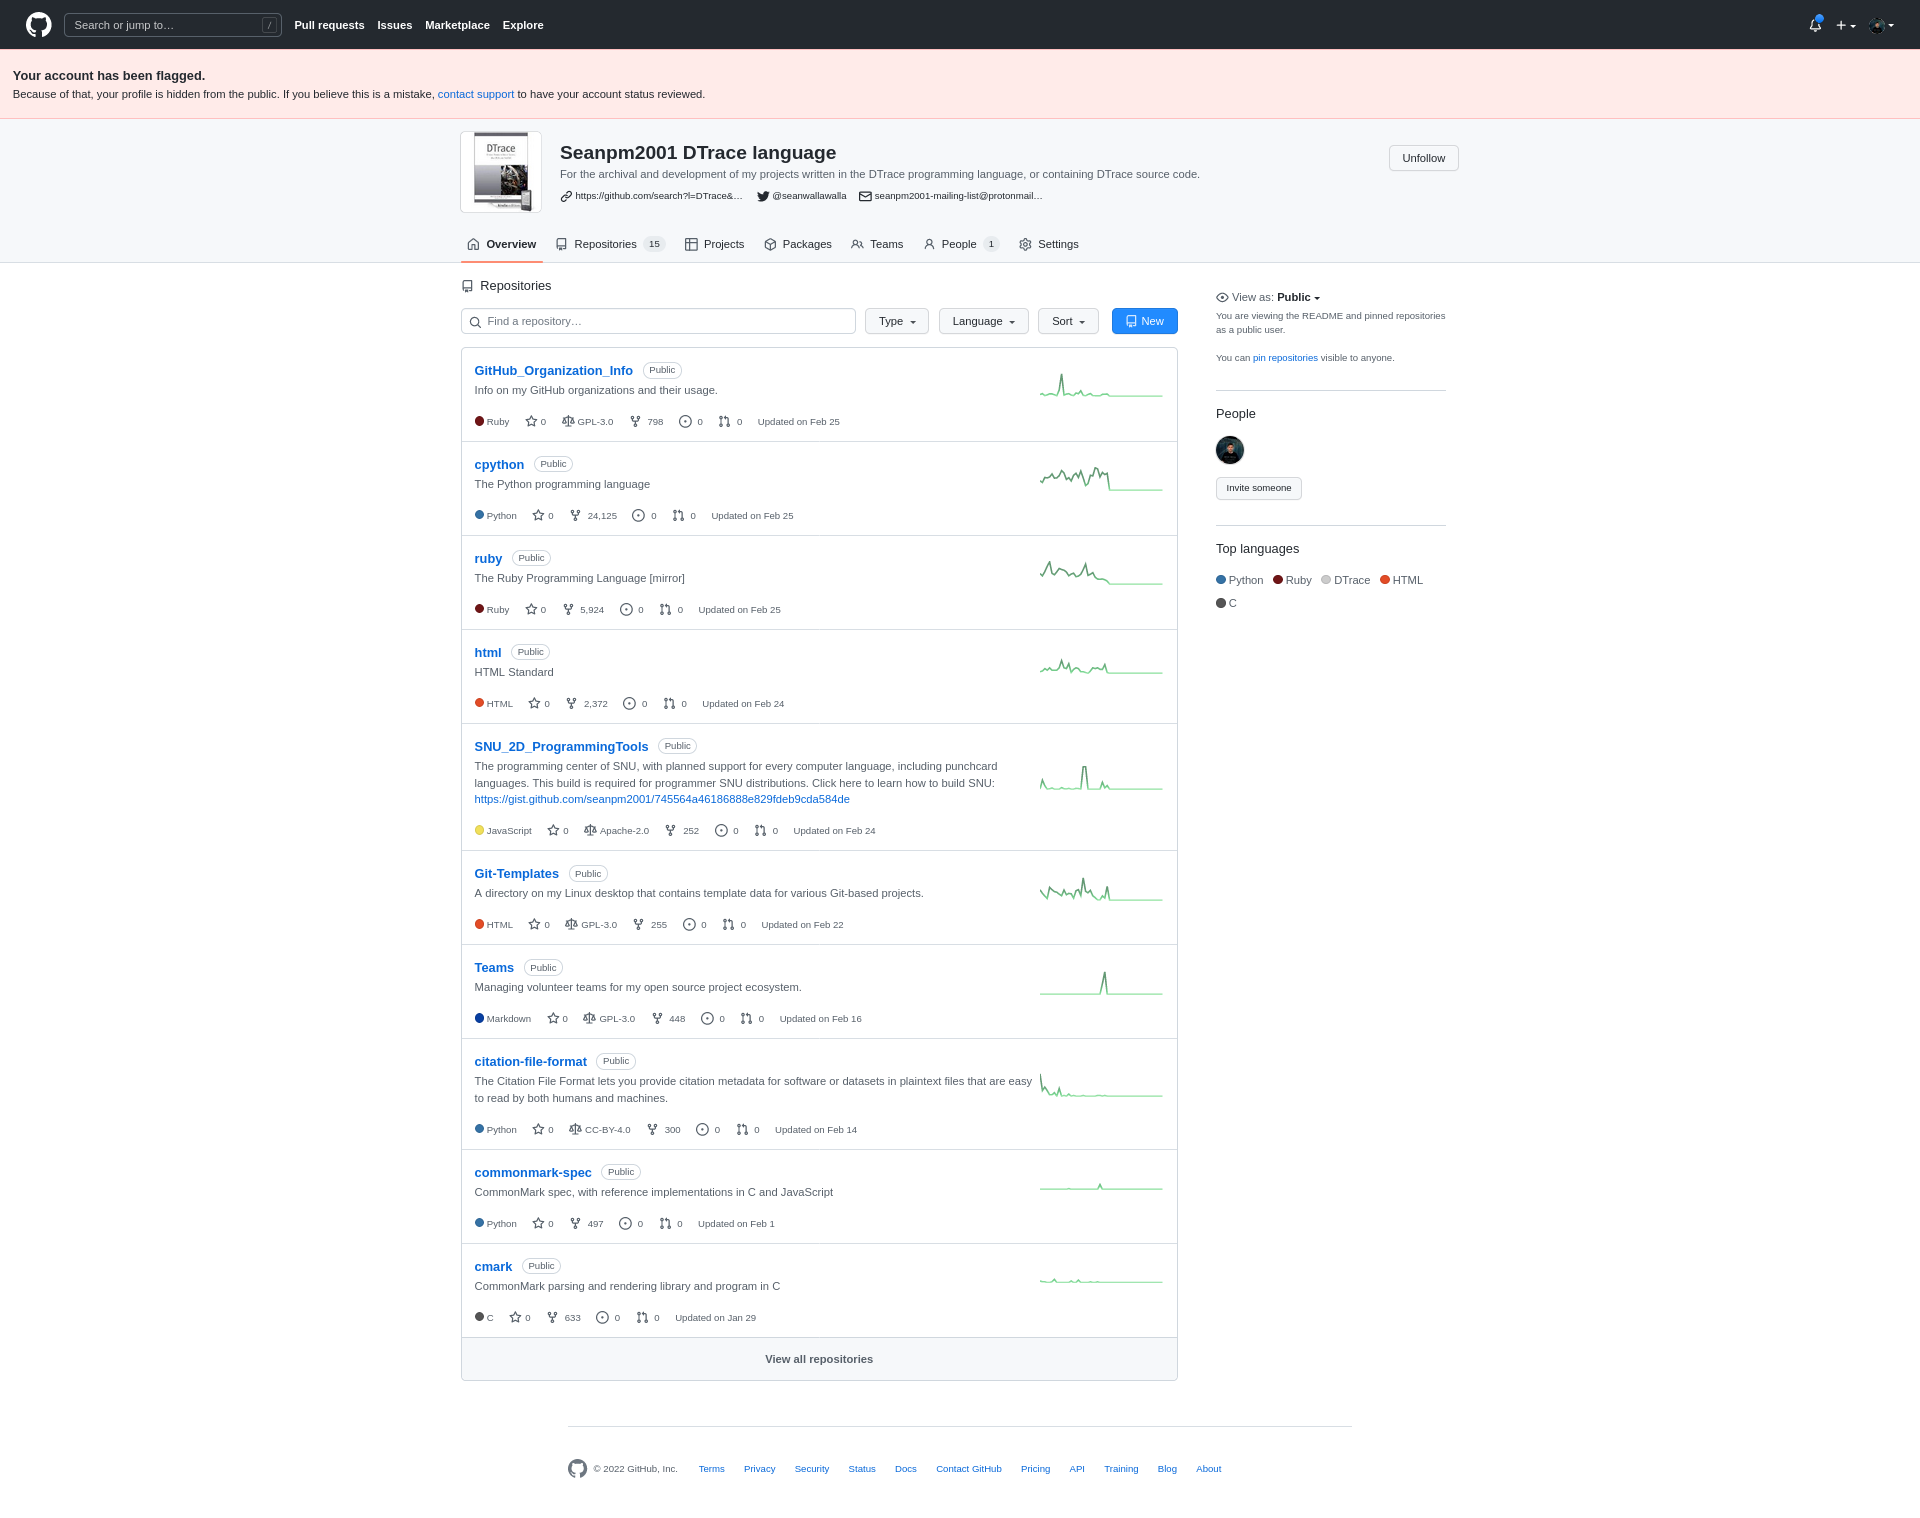 Search or jump to…
/
Pull requests Issues Marketplace Explore
Your account has been flagged.
Because of that, your profile is hidden from the public. If you believe this is a mistake, contact support to have your account status reviewed.
DTrace
Seanpm2001 DTrace language
For the archival and development of my projects written in the DTrace programming language, or containing DTrace source code.
https://github.com/search?l=DTrace&… @seanwallawalla seanpm2001-mailing-list@protonmail…
Unfollow
Overview Repositories 15 Projects Packages Teams People 1 Settings
Repositories
Find a repository… Type Language Sort New
GitHub_Organization_Info Public
Info on my GitHub organizations and their usage.
Ruby 0 GPL-3.0 798 0 0 Updated on Feb 25
cpython Public
The Python programming language
Python 0 24,125 0 0 Updated on Feb 25
ruby Public
The Ruby Programming Language [mirror]
Ruby 0 5,924 0 0 Updated on Feb 25
html Public
HTML Standard
HTML 0 2,372 0 0 Updated on Feb 24
SNU_2D_ProgrammingTools Public
The programming center of SNU, with planned support for every computer language, including punchcard
languages. This build is required for programmer SNU distributions. Click here to learn how to build SNU:
https://gist.github.com/seanpm2001/745564a46186888e829fdeb9cda584de
JavaScript 0 Apache-2.0 252 0 0 Updated on Feb 24
Git-Templates Public
A directory on my Linux desktop that contains template data for various Git-based projects.
HTML 0 GPL-3.0 255 0 0 Updated on Feb 22
Teams Public
Managing volunteer teams for my open source project ecosystem.
Markdown 0 GPL-3.0 448 0 0 Updated on Feb 16
citation-file-format Public
The Citation File Format lets you provide citation metadata for software or datasets in plaintext files that are easy
to read by both humans and machines.
Python 0 CC-BY-4.0 300 0 0 Updated on Feb 14
commonmark-spec Public
CommonMark spec, with reference implementations in C and JavaScript
Python 0 497 0 0 Updated on Feb 1
cmark Public
CommonMark parsing and rendering library and program in C
C 0 633 0 0 Updated on Jan 29
View all repositories
View as: Public
You are viewing the README and pinned repositories
as a public user.
You can pin repositories visible to anyone.
People
Invite someone
Top languages
Python Ruby DTrace HTML
C
© 2022 GitHub, Inc. Terms Privacy Security Status Docs Contact GitHub Pricing API Training Blog About